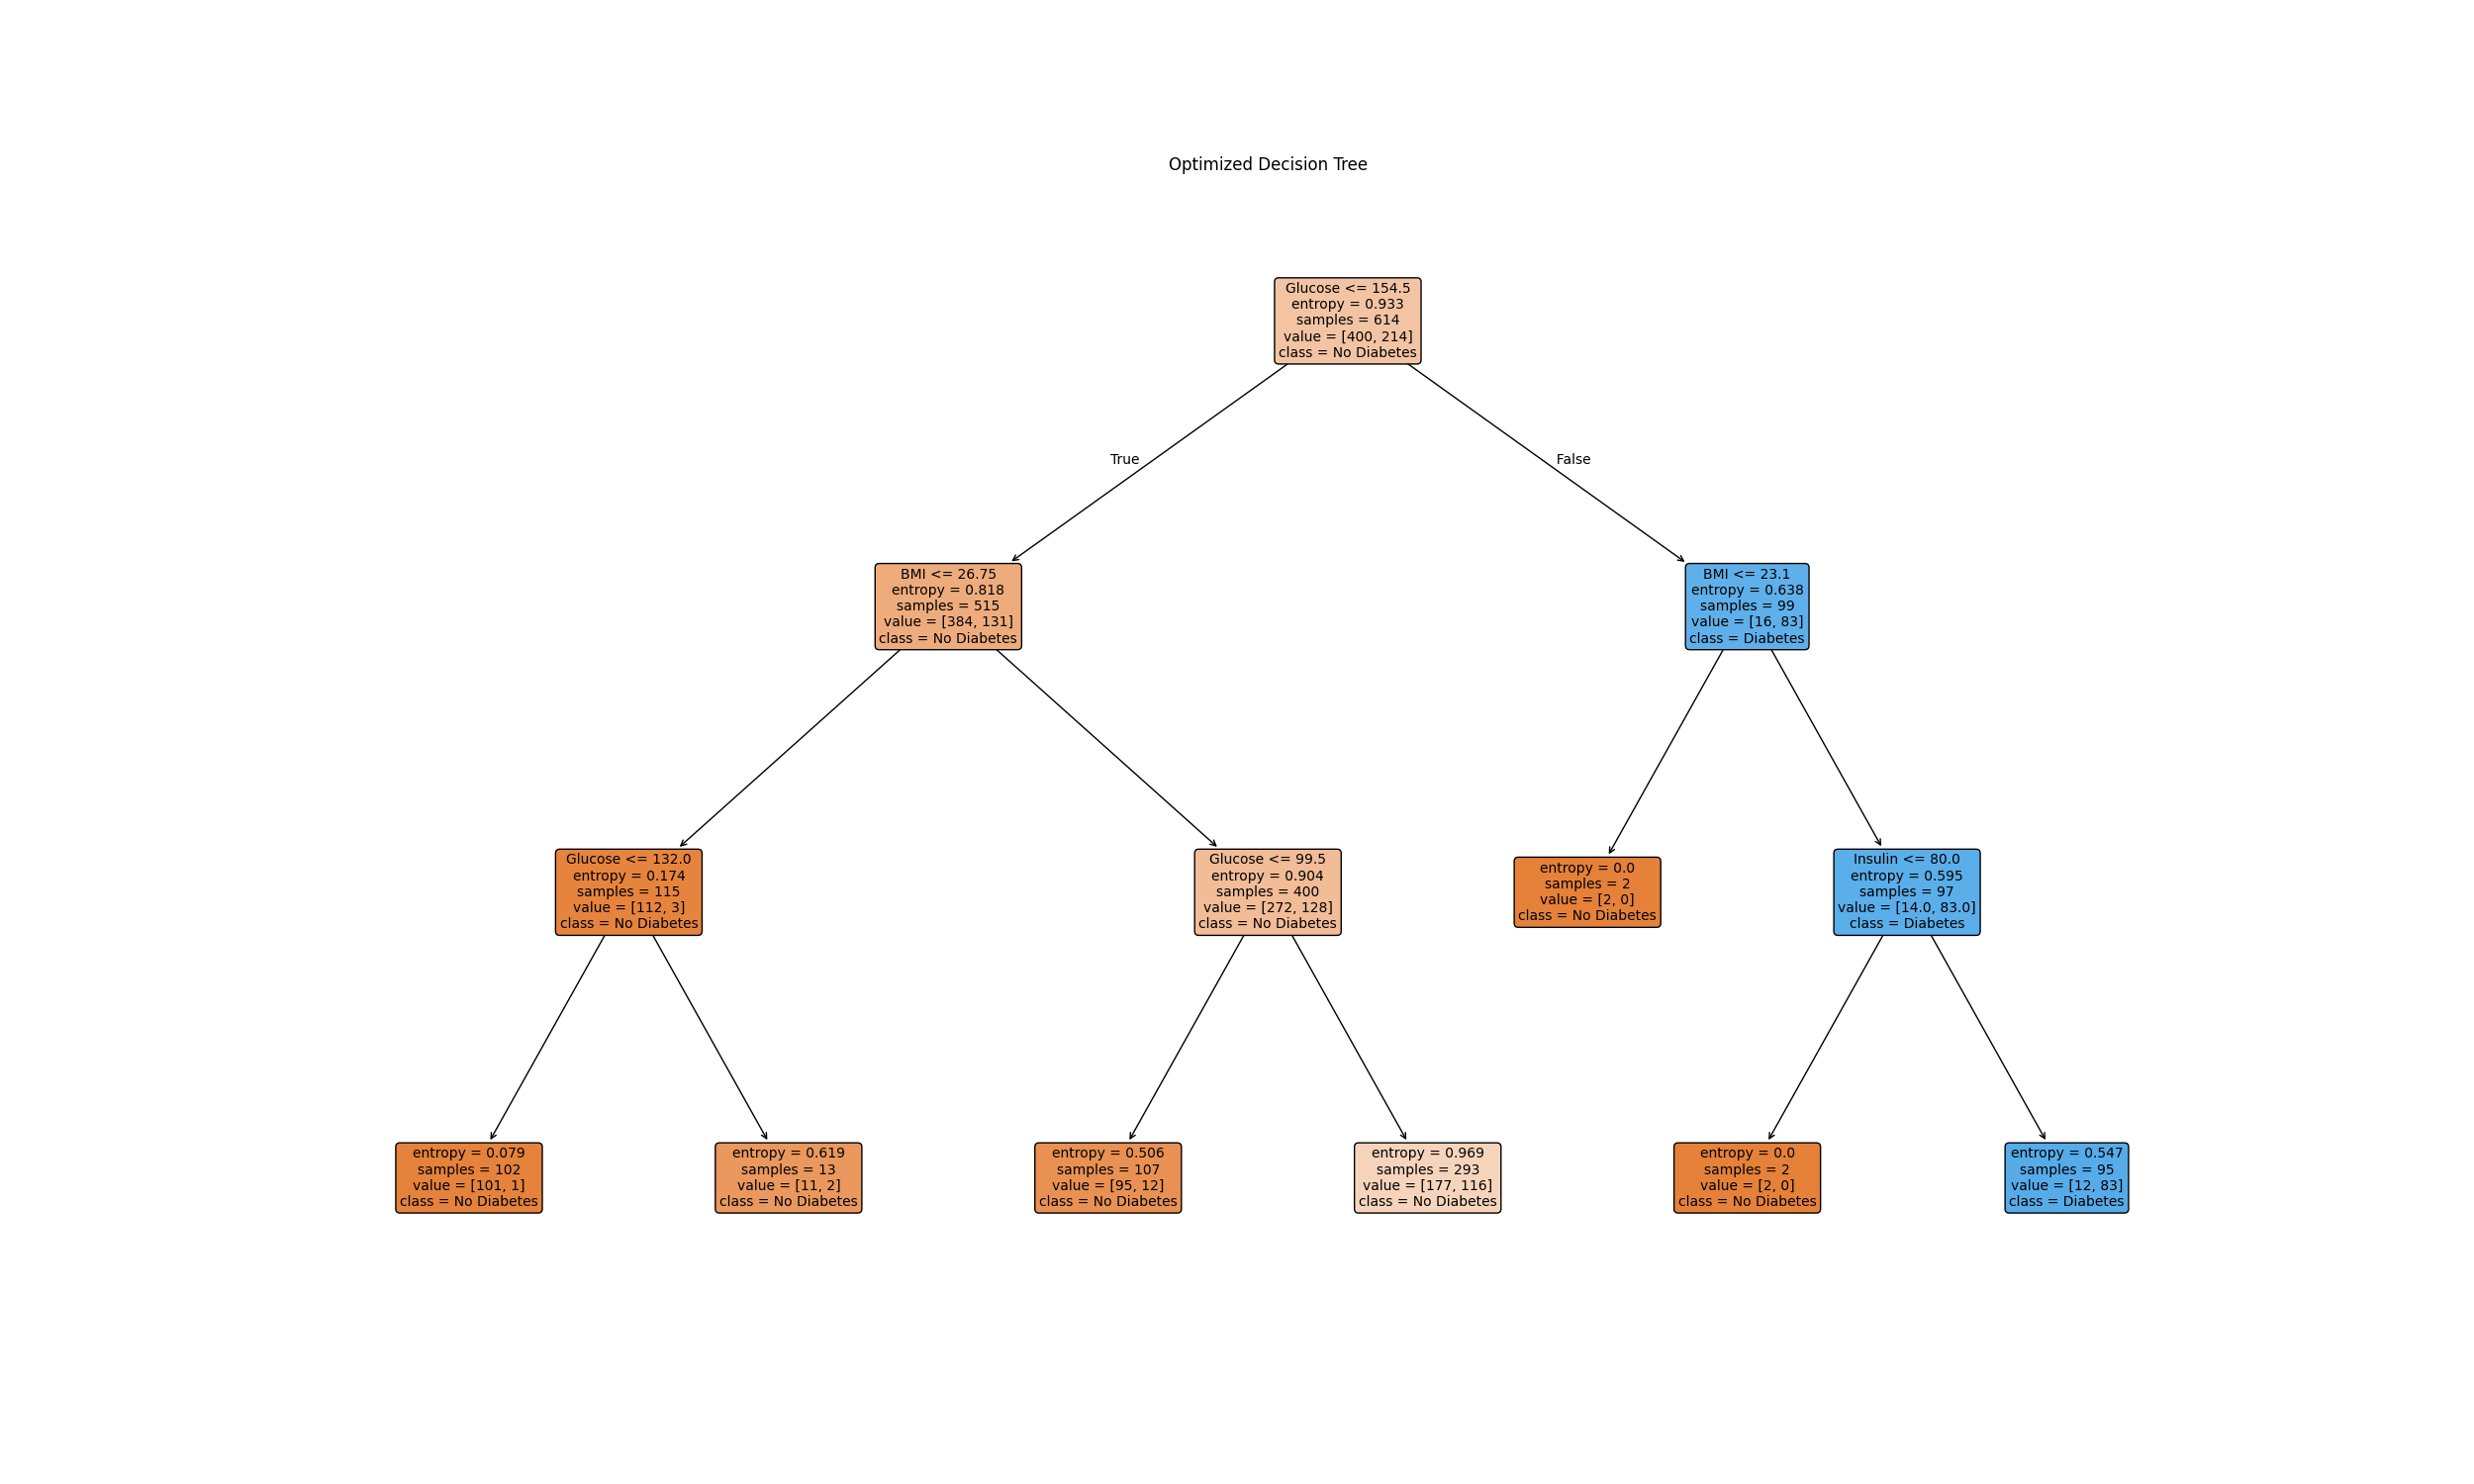 Optimized Decision Tree
Glucose <= 154.5
entropy = 0.933
samples = 614
value = [400, 214]
class = No Diabetes
True
False
BMI <= 26.75
entropy = 0.818
samples = 515
value = [384, 131]
class = No Diabetes
BMI <= 23.1
entropy = 0.638
samples = 99
value = [16, 83]
class = Diabetes
Glucose <= 132.0
entropy = 0.174
samples = 115
value = [112, 3]
class = No Diabetes
Glucose <= 99.5
entropy = 0.904
samples = 400
value = [272, 128]
class = No Diabetes
entropy = 0.0
samples = 2
value = [2, 0]
class = No Diabetes
Insulin <= 80.0
entropy = 0.595
samples = 97
value = [14.0, 83.0]
class = Diabetes
entropy = 0.079
samples = 102
value = [101, 1]
class = No Diabetes
entropy = 0.619
samples = 13
value = [11, 2]
class = No Diabetes
entropy = 0.506
samples = 107
value = [95, 12]
class = No Diabetes
entropy = 0.969
samples = 293
value = [177, 116]
class = No Diabetes
entropy = 0.0
samples = 2
value = [2, 0]
class = No Diabetes
entropy = 0.547
samples = 95
value = [12, 83]
class = Diabetes